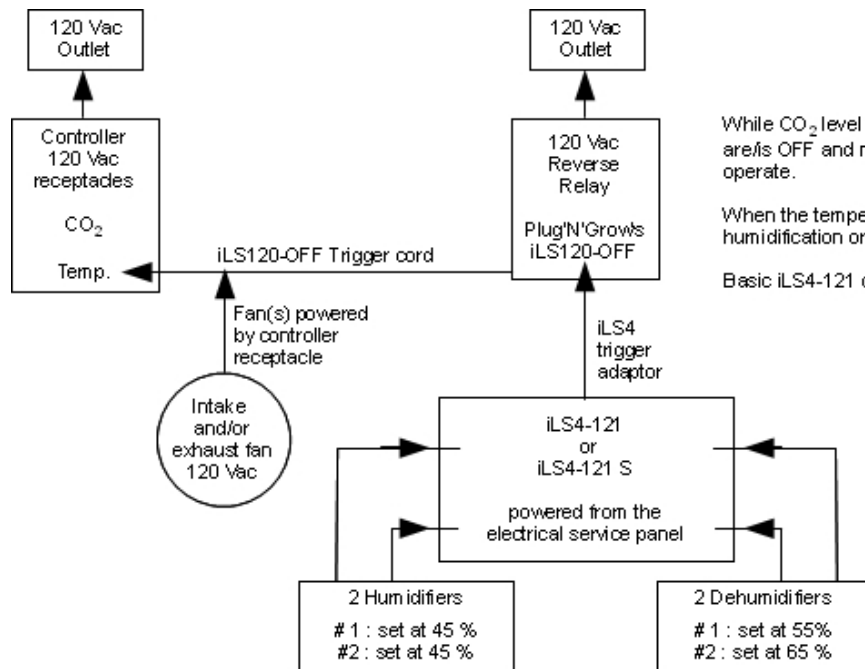 120 Vac
Outlet
120 Vac
Outlet
Controller
120 Vac
receptacles
CO₂
Temp.
120 Vac
Reverse
Relay
Plug'N'Grow's
iLS120-OFF
While CO₂ level
are/is OFF and
operate.
When the
humidification
Basic iLS4-121
iLS120-OFF Trigger cord
Fan(s) powered
by controller
receptacle
iLS4
trigger
adaptor
Intake
and/or
exhaust fan
120 Vac
iLS4-121
or
iLS4-121 S
powered from the
electrical service panel
2 Humidifiers
# 1 : set at 45 %
#2 : set at 45 %
2 Dehumidifiers
# 1 : set at 55%
#2 : set at 65 %